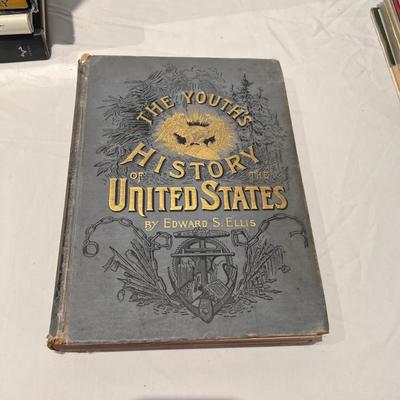 THE YOUTH'S
HISTORY
OF THE
UNITED STATES
BY EDWARD S. ELLIS